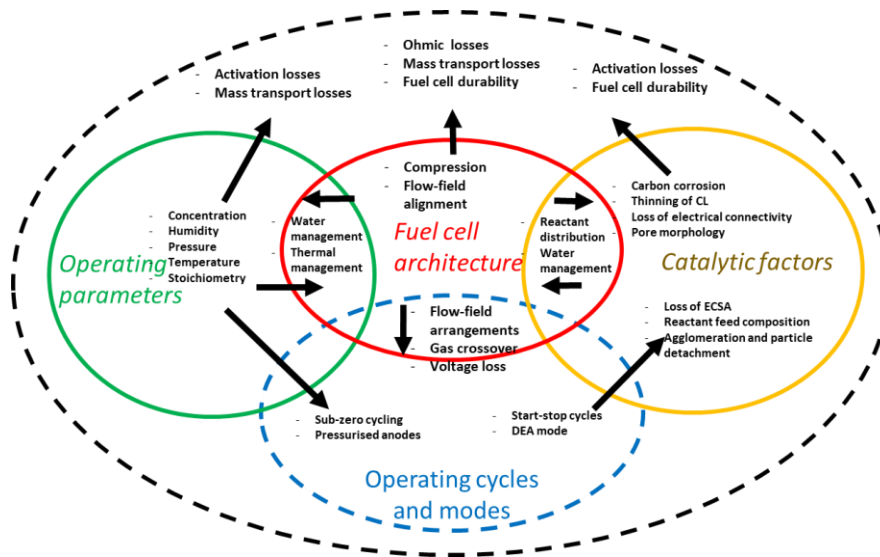 - Activation losses
- Mass transport losses
- Ohmic losses
- Mass transport losses
- Fuel cell durability
- Activation losses
- Fuel cell durability
- Concentration
- Humidity
- Pressure
- Temperature
- Stoichiometry
Operating
parameters
- Water
management
- Thermal management
- Compression
- Flow-field
alignment
Fuel cell
architecture
- Reactant
distribution
- Water
management
- Carbon corrosion
- Thinning of CL
- Loss of electrical connectivity
- Pore morphology
Catalytic factors
- Loss of ECSA
- Reactant feed composition
- Agglomeration and particle
detachment
- Flow-field
arrangements
- Gas crossover
- Voltage loss
- Sub-zero cycling
- Pressurised anodes
- Start-stop cycles
- DEA mode
Operating cycles
and modes